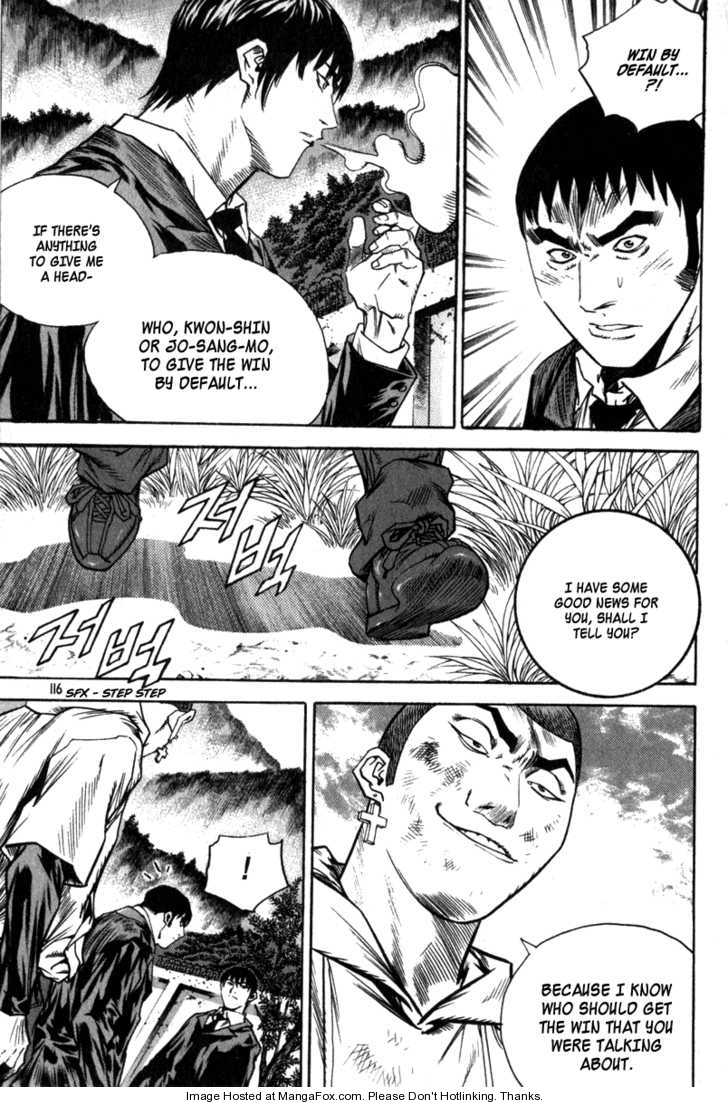 WIN BY
DEFAULT...
?!
IF THERE'S
ANYTHING
TO GIVE ME
A HEAD-
WHO, KWON-SHIN
OR JO-SANG-MO,
TO GIVE THE WIN
BY DEFAULT...
저벅
I HAVE SOME
GOOD NEWS FOR
YOU, SHALL I
TELL YOU?
저벅
116 SFX - STEP STEP
!
BECAUSE I KNOW
WHO SHOULD GET
THE WIN THAT YOU
WERE TALKING
ABOUT.
Image Hosted at MangaFox.com. Please Don't Hotlinking. Thanks.